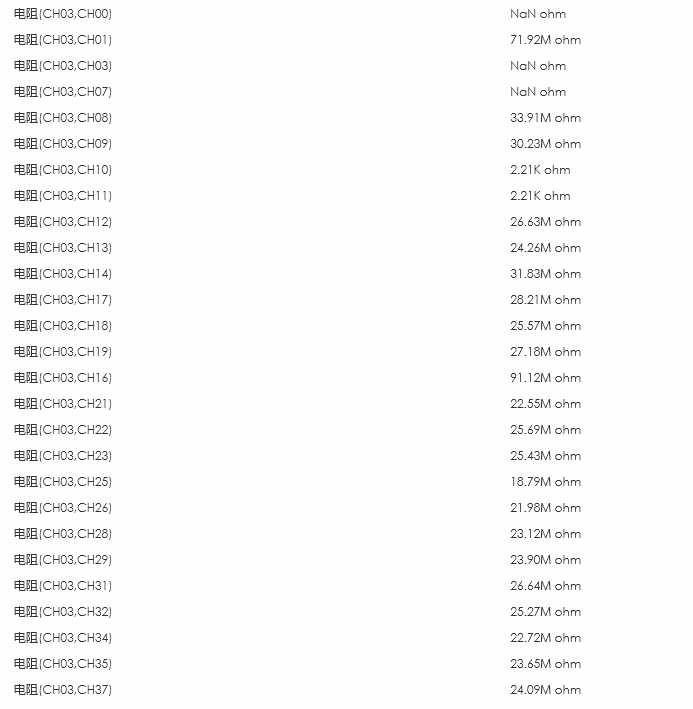 电阻(CH03,CH00) NaN ohm
电阻(CH03,CH01) 71.92M ohm
电阻(CH03,CH03) NaN ohm
电阻(CH03,CH07) NaN ohm
电阻(CH03,CH08) 33.91M ohm
电阻(CH03,CH09) 30.23M ohm
电阻(CH03,CH10) 2.21K ohm
电阻(CH03,CH11) 2.21K ohm
电阻(CH03,CH12) 26.63M ohm
电阻(CH03,CH13) 24.26M ohm
电阻(CH03,CH14) 31.83M ohm
电阻(CH03,CH17) 28.21M ohm
电阻(CH03,CH18) 25.57M ohm
电阻(CH03,CH19) 27.18M ohm
电阻(CH03,CH16) 91.12M ohm
电阻(CH03,CH21) 22.55M ohm
电阻(CH03,CH22) 25.69M ohm
电阻(CH03,CH23) 25.43M ohm
电阻(CH03,CH25) 18.79M ohm
电阻(CH03,CH26) 21.98M ohm
电阻(CH03,CH28) 23.12M ohm
电阻(CH03,CH29) 23.90M ohm
电阻(CH03,CH31) 26.64M ohm
电阻(CH03,CH32) 25.27M ohm
电阻(CH03,CH34) 22.72M ohm
电阻(CH03,CH35) 23.65M ohm
电阻(CH03,CH37) 24.09M ohm